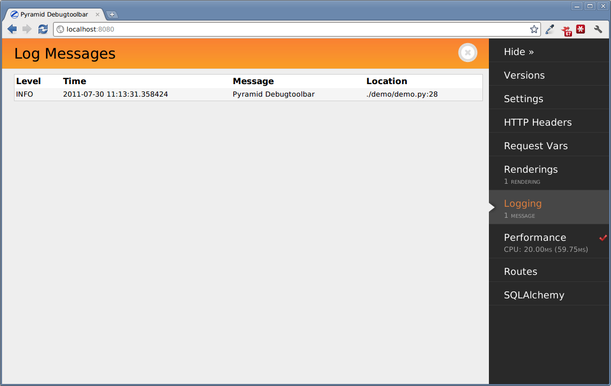 Pyramid Debugtoolbar
localhost:8080
Log Messages
Level Time Message Location
INFO 2011-07-30 11:13:31.358424 Pyramid Debugtoolbar ./demo/demo.py:28
Hide »
Versions
Settings
HTTP Headers
Request Vars
Renderings
1 RENDERING
Logging
1 MESSAGE
Performance
CPU: 20.00MS (59.75MS)
Routes
SQLAlchemy